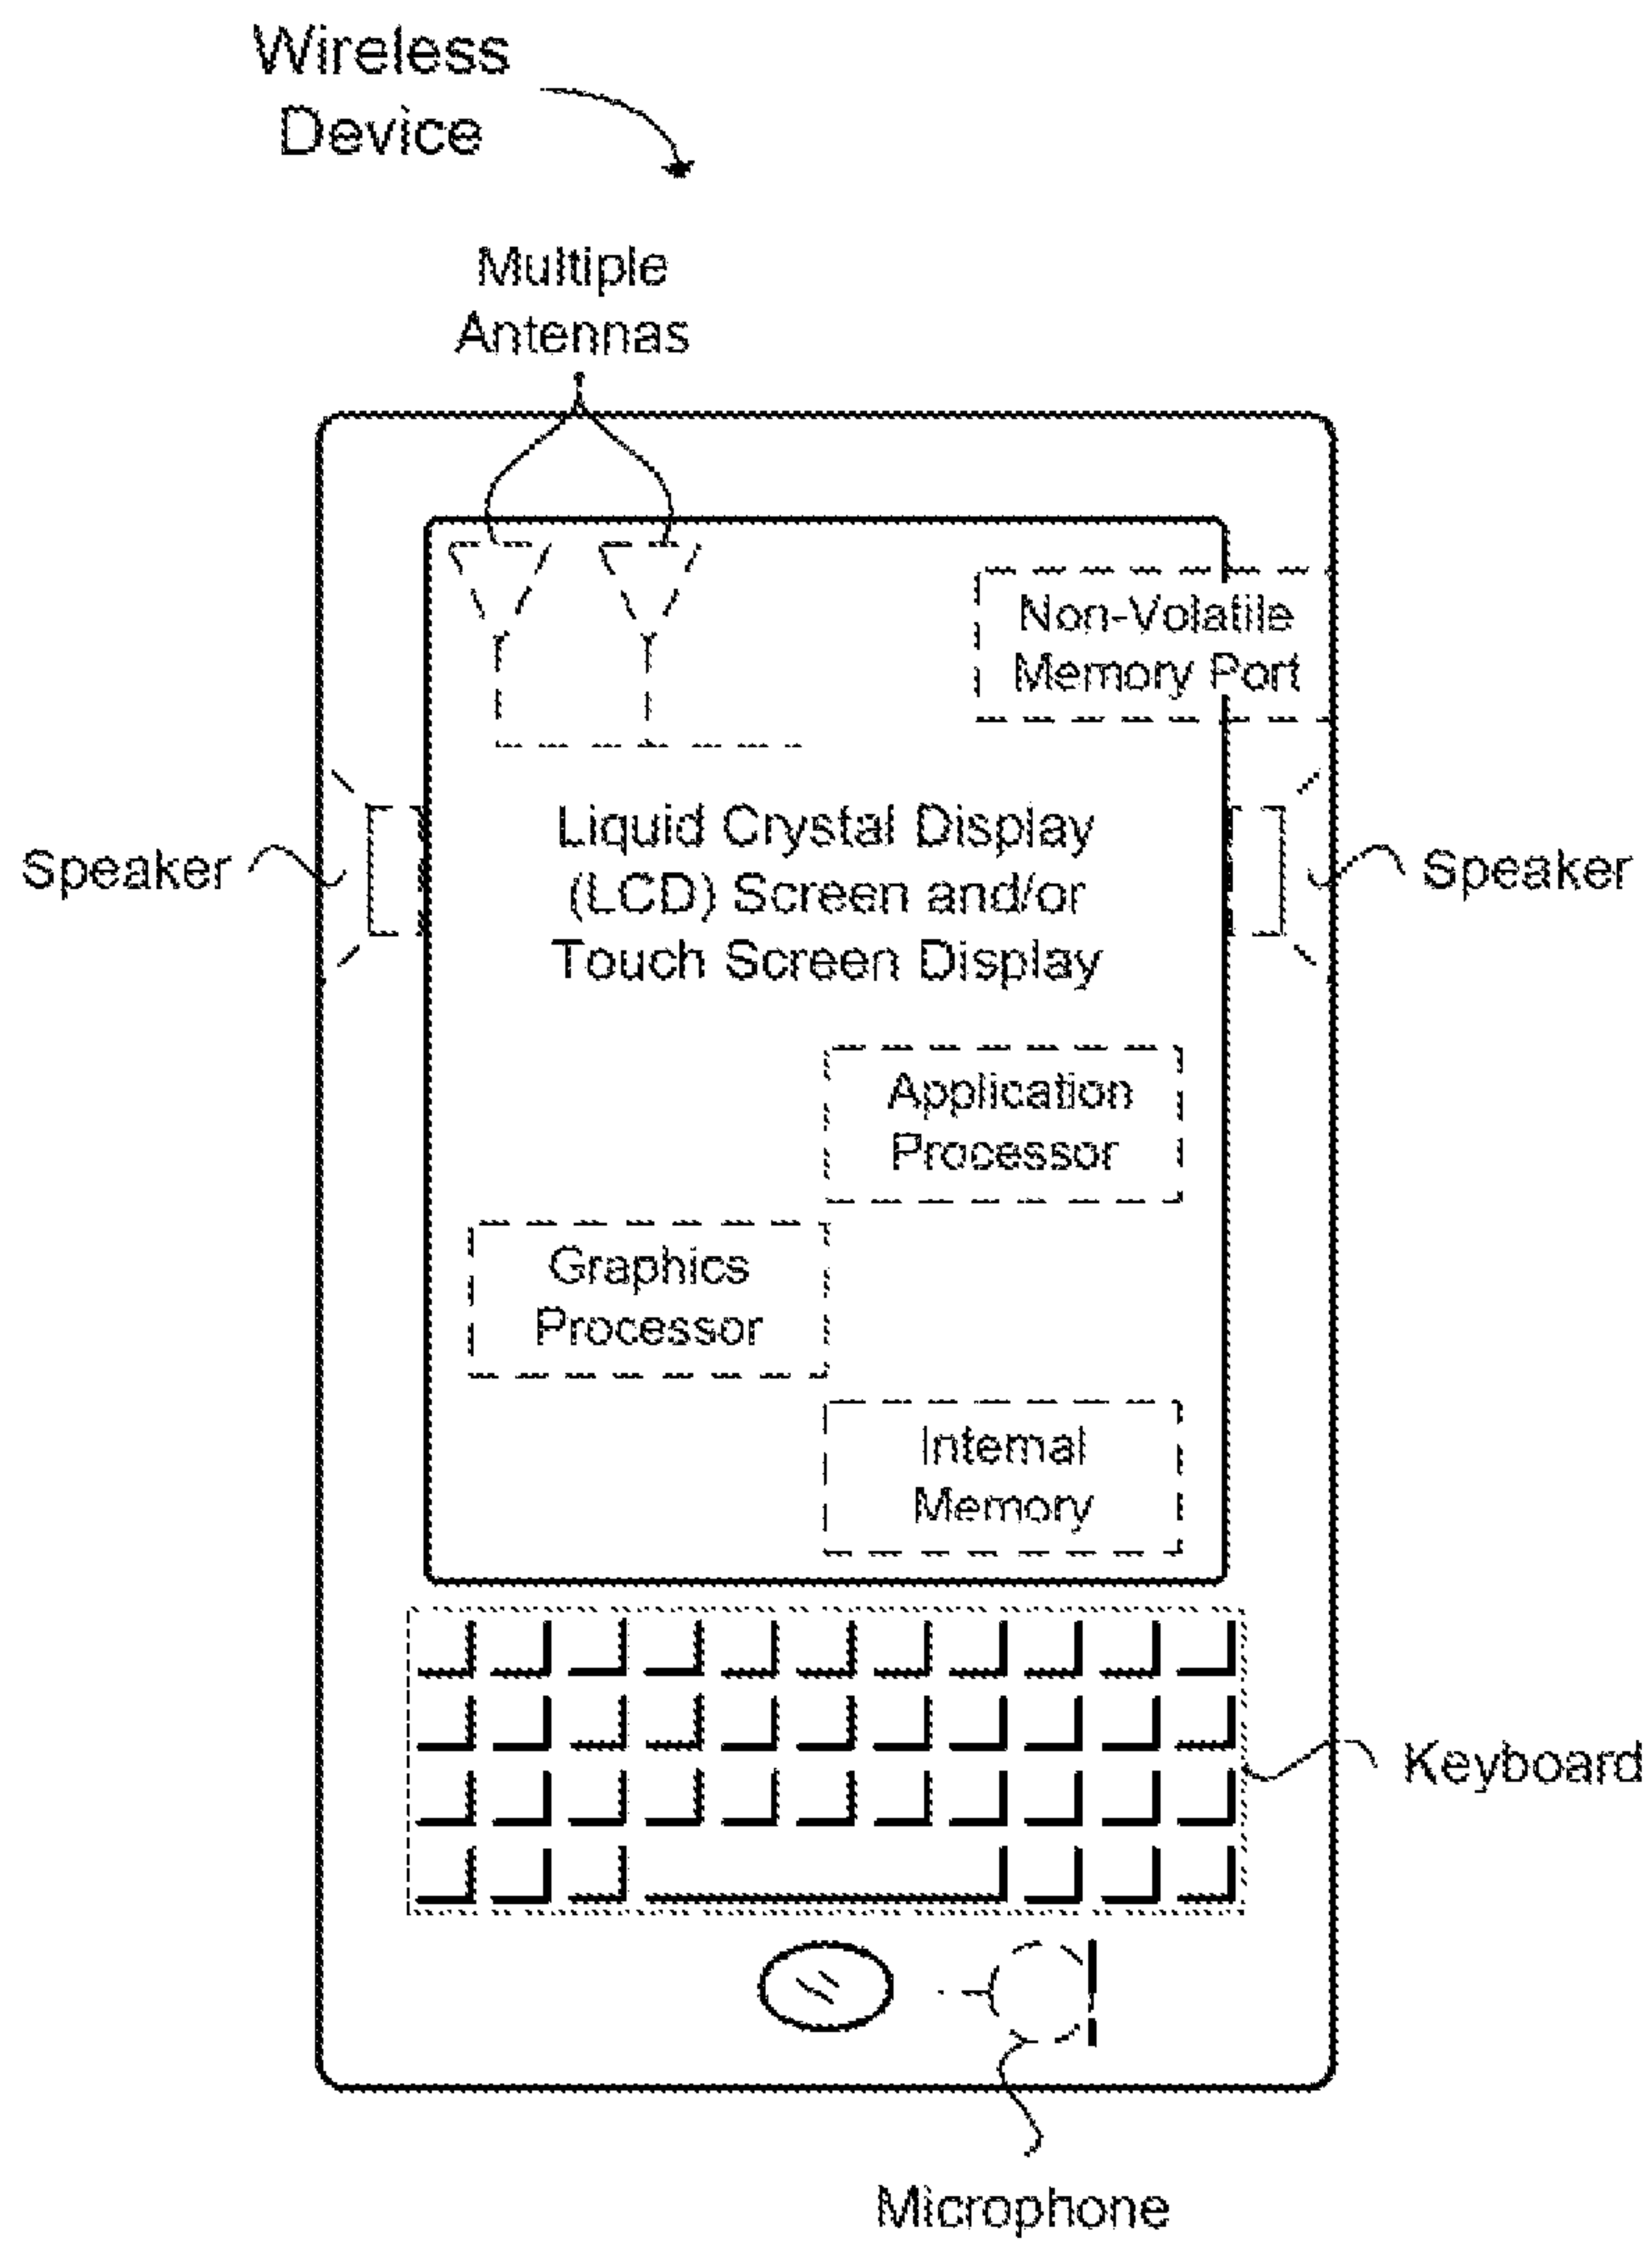 Wireless
Device
Multiple
Antennas
Non-Volatile
Memory Port
Speaker
Liquid Crystal Display
(LCD) Screen and/or
Touch Screen Display
Speaker
Application
Processor
Graphics
Processor
Internal
Memory
Keyboard
Microphone